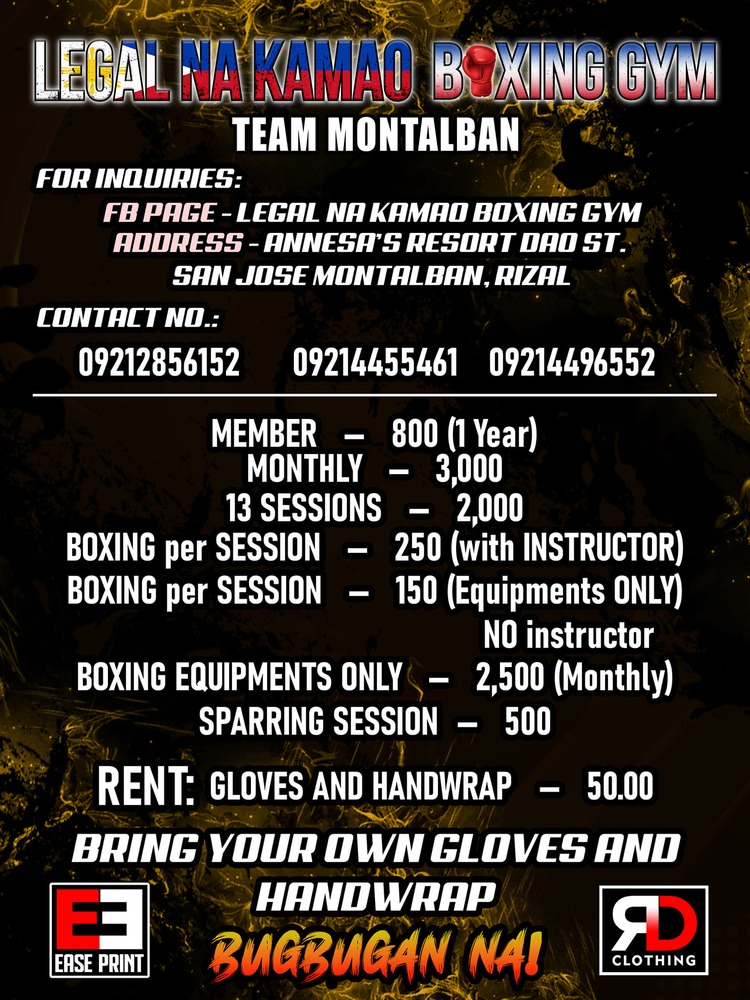 LEGAL NA KAMAO BOXING GYM
TEAM MONTALBAN
FOR INQUIRIES:
FB PAGE - LEGAL NA KAMAO BOXING GYM
ADDRESS - ANNESA'S RESORT DAO ST.
SAN JOSE MONTALBAN, RIZAL
CONTACT NO.:
09212856152 09214455461 09214496552
MEMBER – 800 (1 Year)
MONTHLY – 3,000
13 SESSIONS – 2,000
BOXING per SESSION – 250 (with INSTRUCTOR)
BOXING per SESSION – 150 (Equipments ONLY)
NO instructor
BOXING EQUIPMENTS ONLY – 2,500 (Monthly)
SPARRING SESSION – 500
RENT: GLOVES AND HANDWRAP – 50.00
BRING YOUR OWN GLOVES AND
HANDWRAP
BUGBUGAN NA!
EE
EASE PRINT
RD
CLOTHING